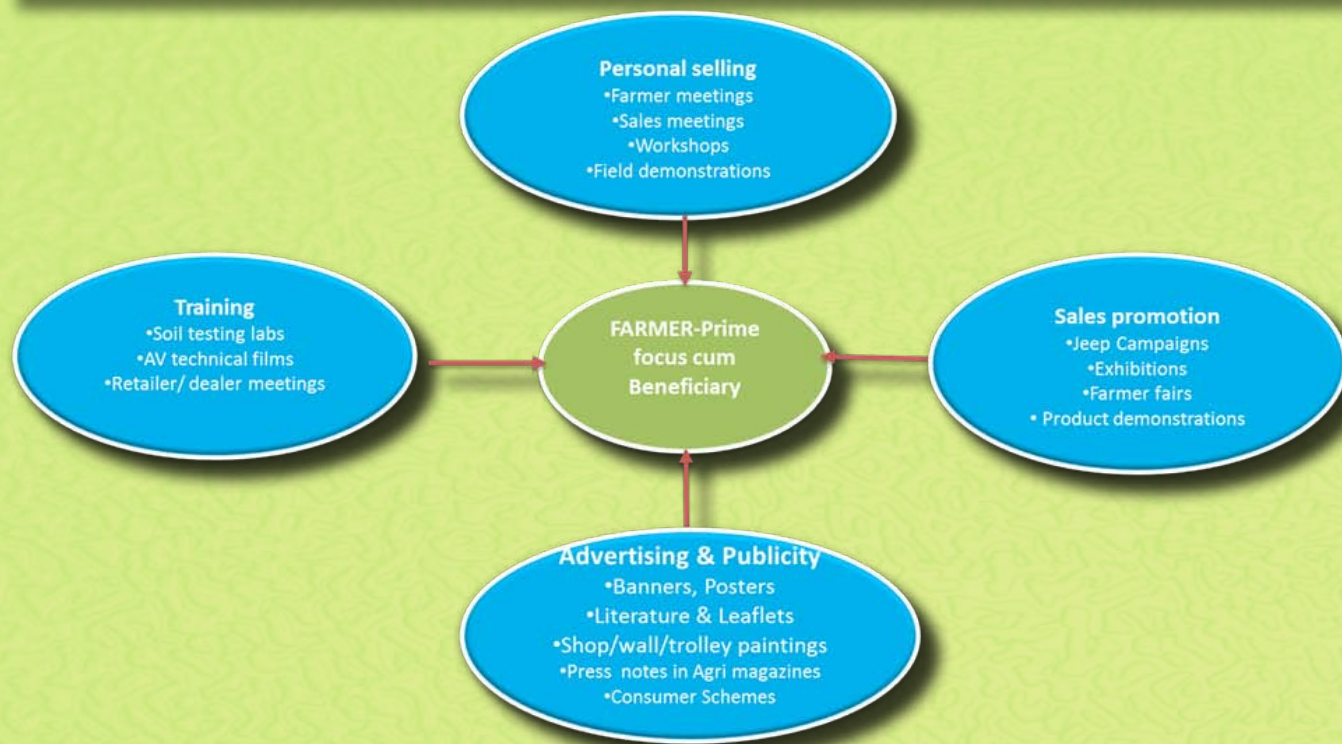 Personal selling
•Farmer meetings
•Sales meetings
•Workshops
•Field demonstrations
Training
•Soil testing labs
•AV technical films
•Retailer/ dealer meetings
FARMER-Prime
focus cum
Beneficiary
Sales promotion
•Jeep Campaigns
•Exhibitions
•Farmer fairs
• Product demonstrations
Advertising & Publicity
•Banners, Posters
•Literature & Leaflets
•Shop/wall/trolley paintings
•Press notes in Agri magazines
•Consumer Schemes